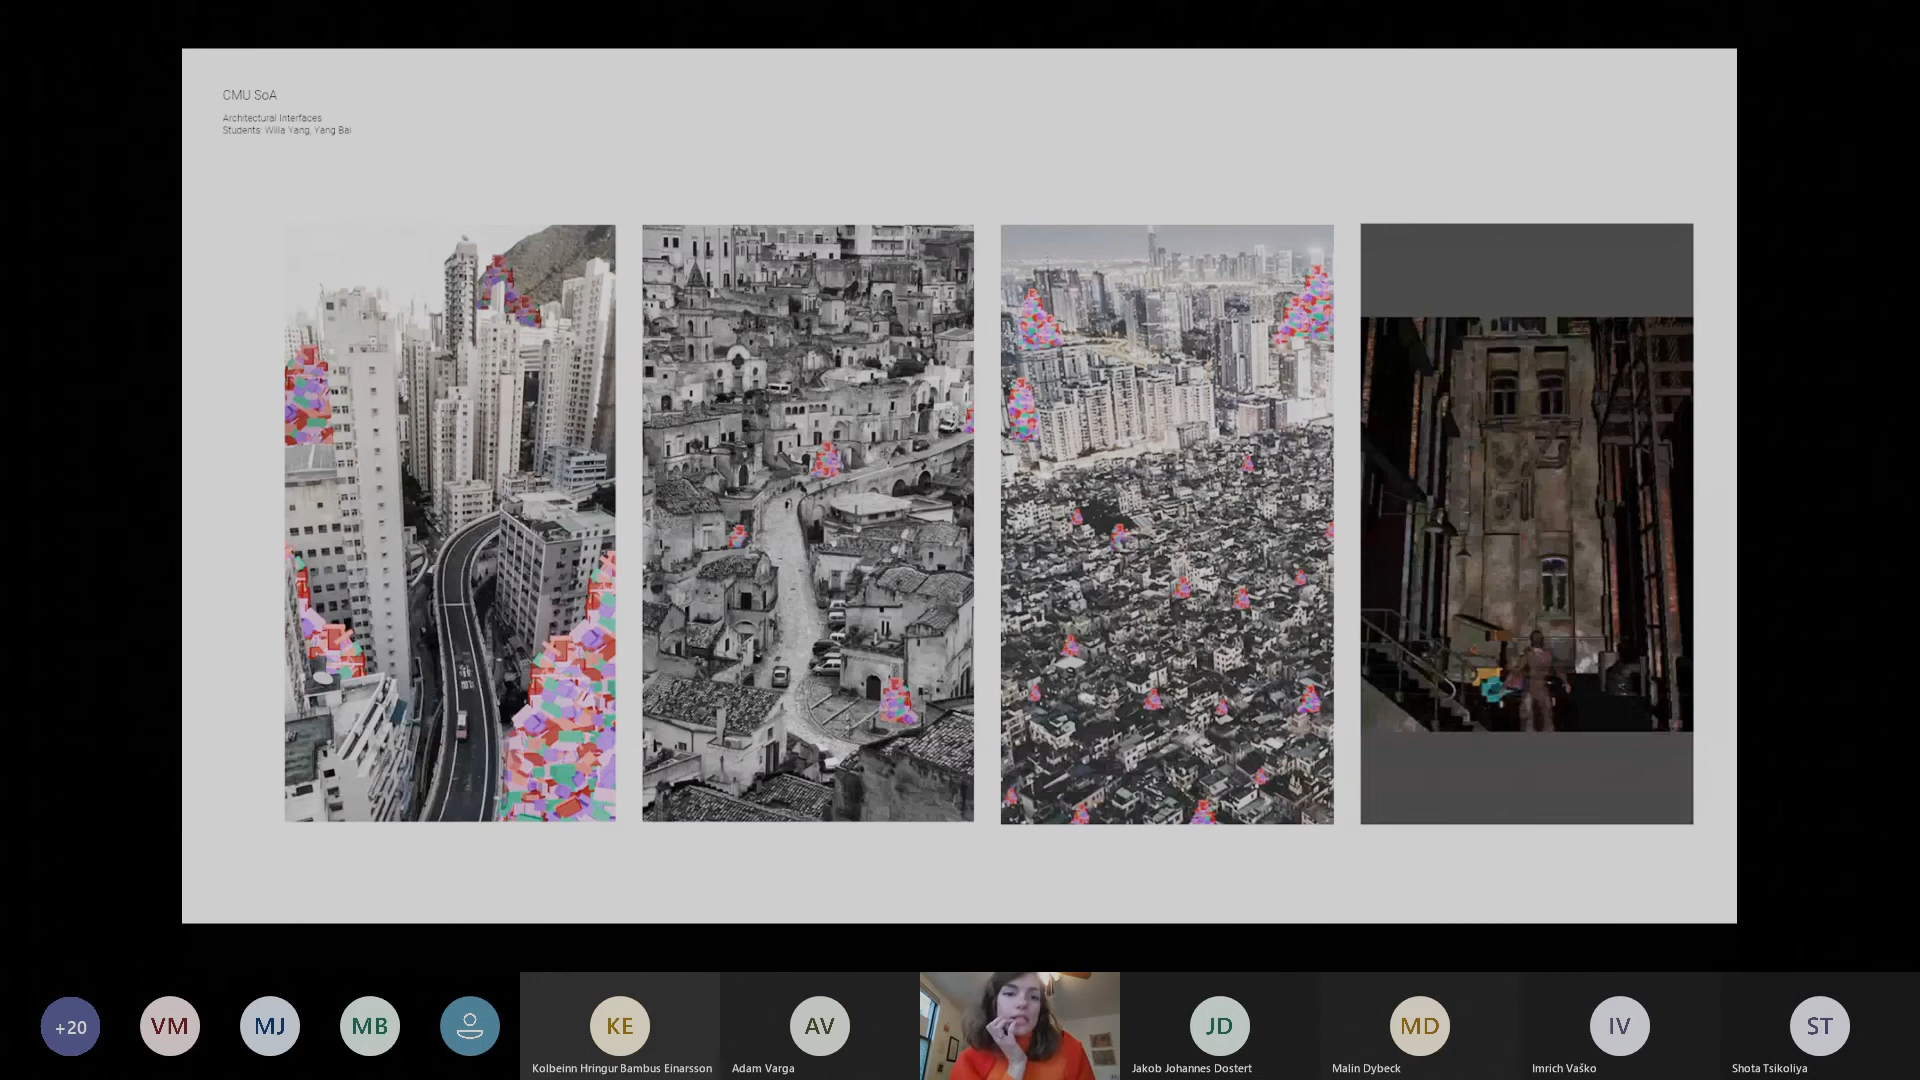 CMU SoA
Architectural Interfaces
Students: Willa Yang, Yang Bai
+20
VM
MJ
MB
KE
AV
JD
MD
IV
ST
Kolbeinn Hringur Bambus Einarsson
Adam Varga
Jakob Johannes Dostert
Malin Dybeck
Imrich Vaško
Shota Tsikoliya